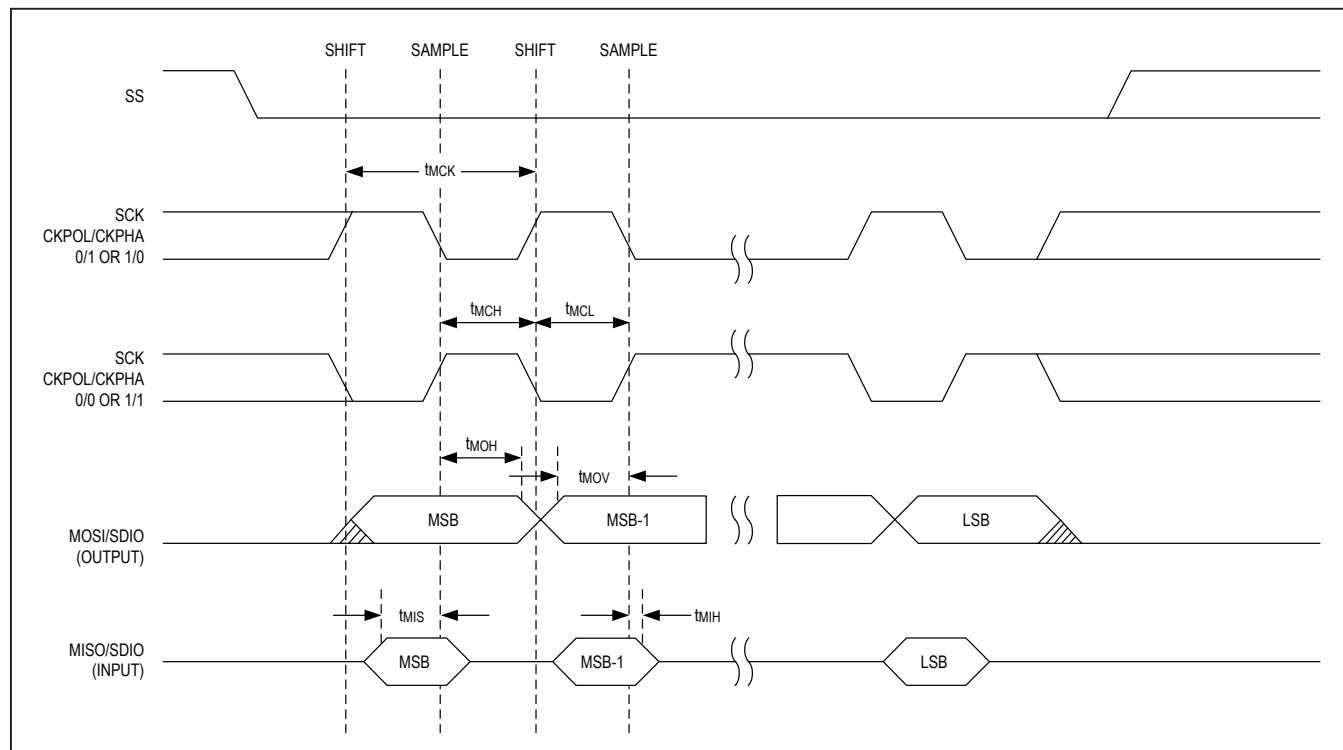 SHIFT SAMPLE SHIFT SAMPLE
SS
tMCK
SCK
CKPOL/CKPHA
0/1 OR 1/0
tMCH tMCL
SCK
CKPOL/CKPHA
0/0 OR 1/1
tMOH
tMOV
MOSI/SDIO
(OUTPUT)
MSB MSB-1 LSB
tMIS tMIH
MISO/SDIO
(INPUT)
MSB MSB-1 LSB